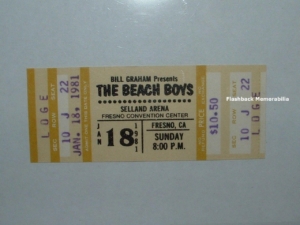 BILL GRAHAM Presents
THE BEACH BOYS
SELLAND ARENA
FRESNO CONVENTION CENTER
JAN
18
1981
FRESNO, CA
SUNDAY
8:00 P.M.
LOGE
10 J 22
JAN. 18, 1981
PRICE
$10.50
10 J 22
LOGE
Flashback Memorabilia